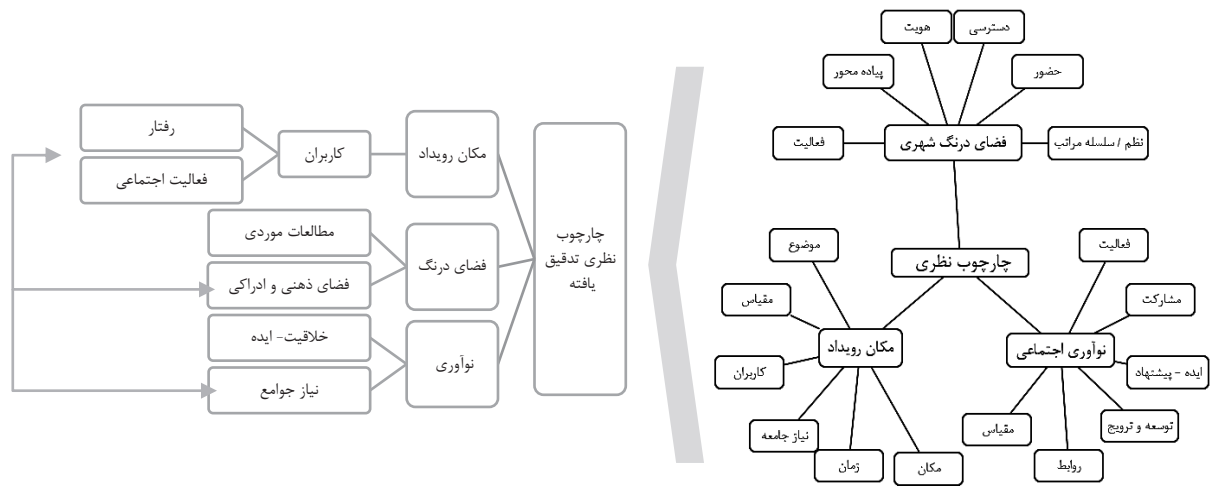 هویت
دسترسی
پیاده محور
حضور
فعالیت
فضای درنگ شهری
نظم / سلسله مراتب
چارچوب نظری
موضوع
مقیاس
مکان رویداد
کاربران
نیاز جامعه
زمان
مکان
فعالیت
مشارکت
نوآوری اجتماعی
ایده - پیشنهاد
توسعه و ترویج
روابط
مقیاس
چارچوب
نظری تدقیق
یافته
مکان رویداد
کاربران
رفتار
فعالیت اجتماعی
فضای درنگ
مطالعات موردی
فضای ذهنی و ادراکی
نوآوری
خلاقیت- ایده
نیاز جوامع